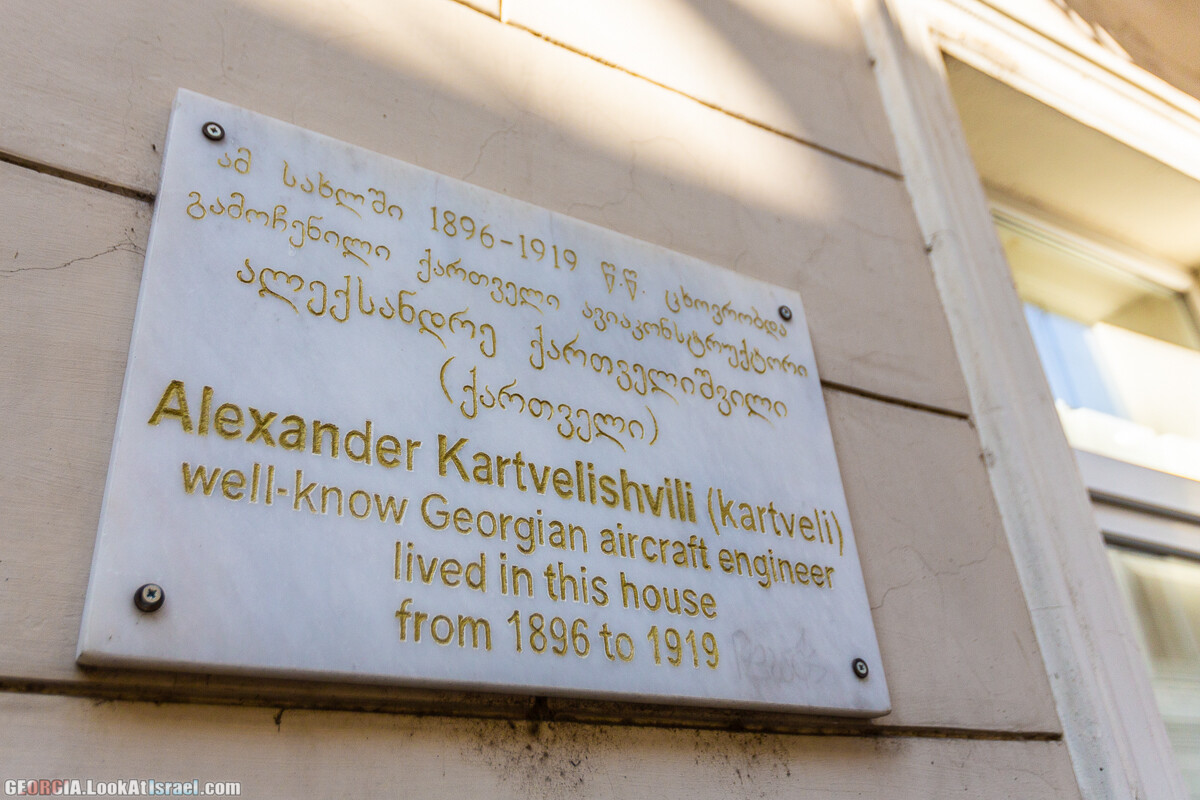 ამ სახლში 1896-1919 წ.წ. ცხოვრობდა
გამოჩენილი ქართველი ავიაკონსტრუქტორი
ალექსანდრე ქართველიშვილი
(ქართველი)
Alexander Kartvelishvili (kartveli)
well-know Georgian aircraft engineer
lived in this house
from 1896 to 1919
GEORGIA.LookAtIsrael.com